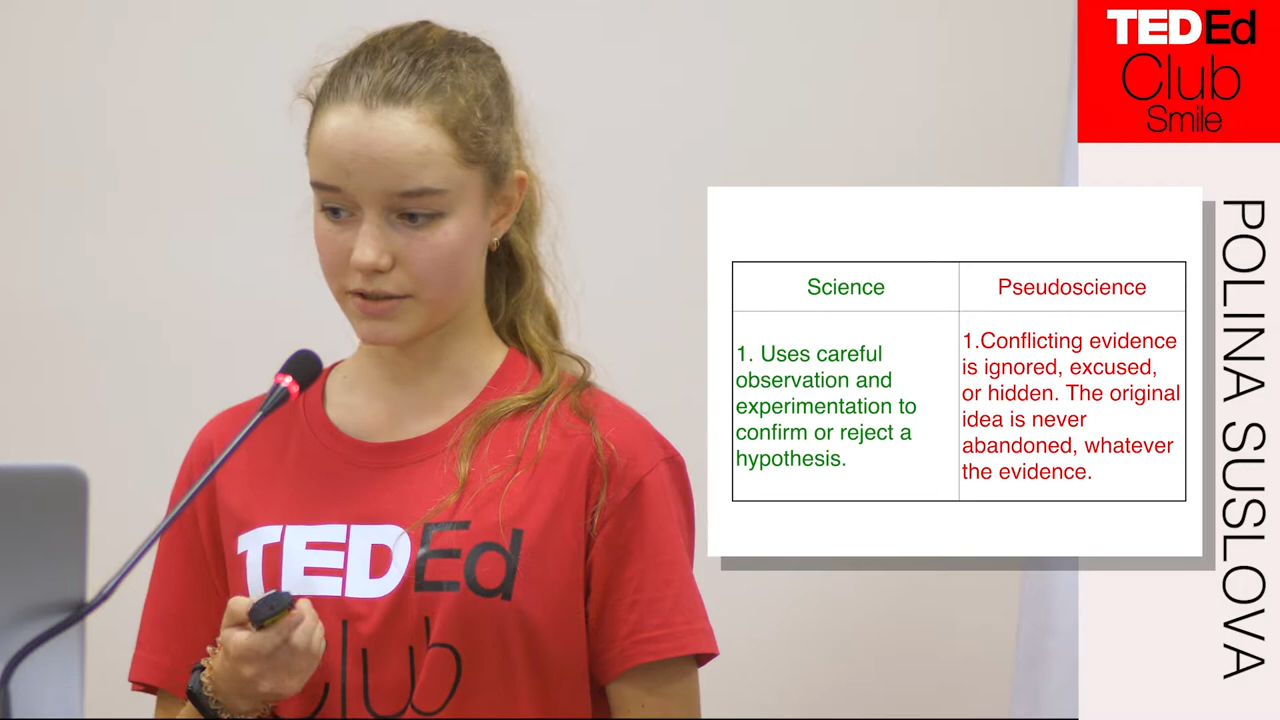 TEDEd
Club
Smile
POLINA SUSLOVA
Science
Pseudoscience
1. Uses careful
observation and
experimentation to
confirm or reject a
hypothesis.
1.Conflicting evidence
is ignored, excused,
or hidden. The original
idea is never
abandoned, whatever
the evidence.
TEDEd
Club